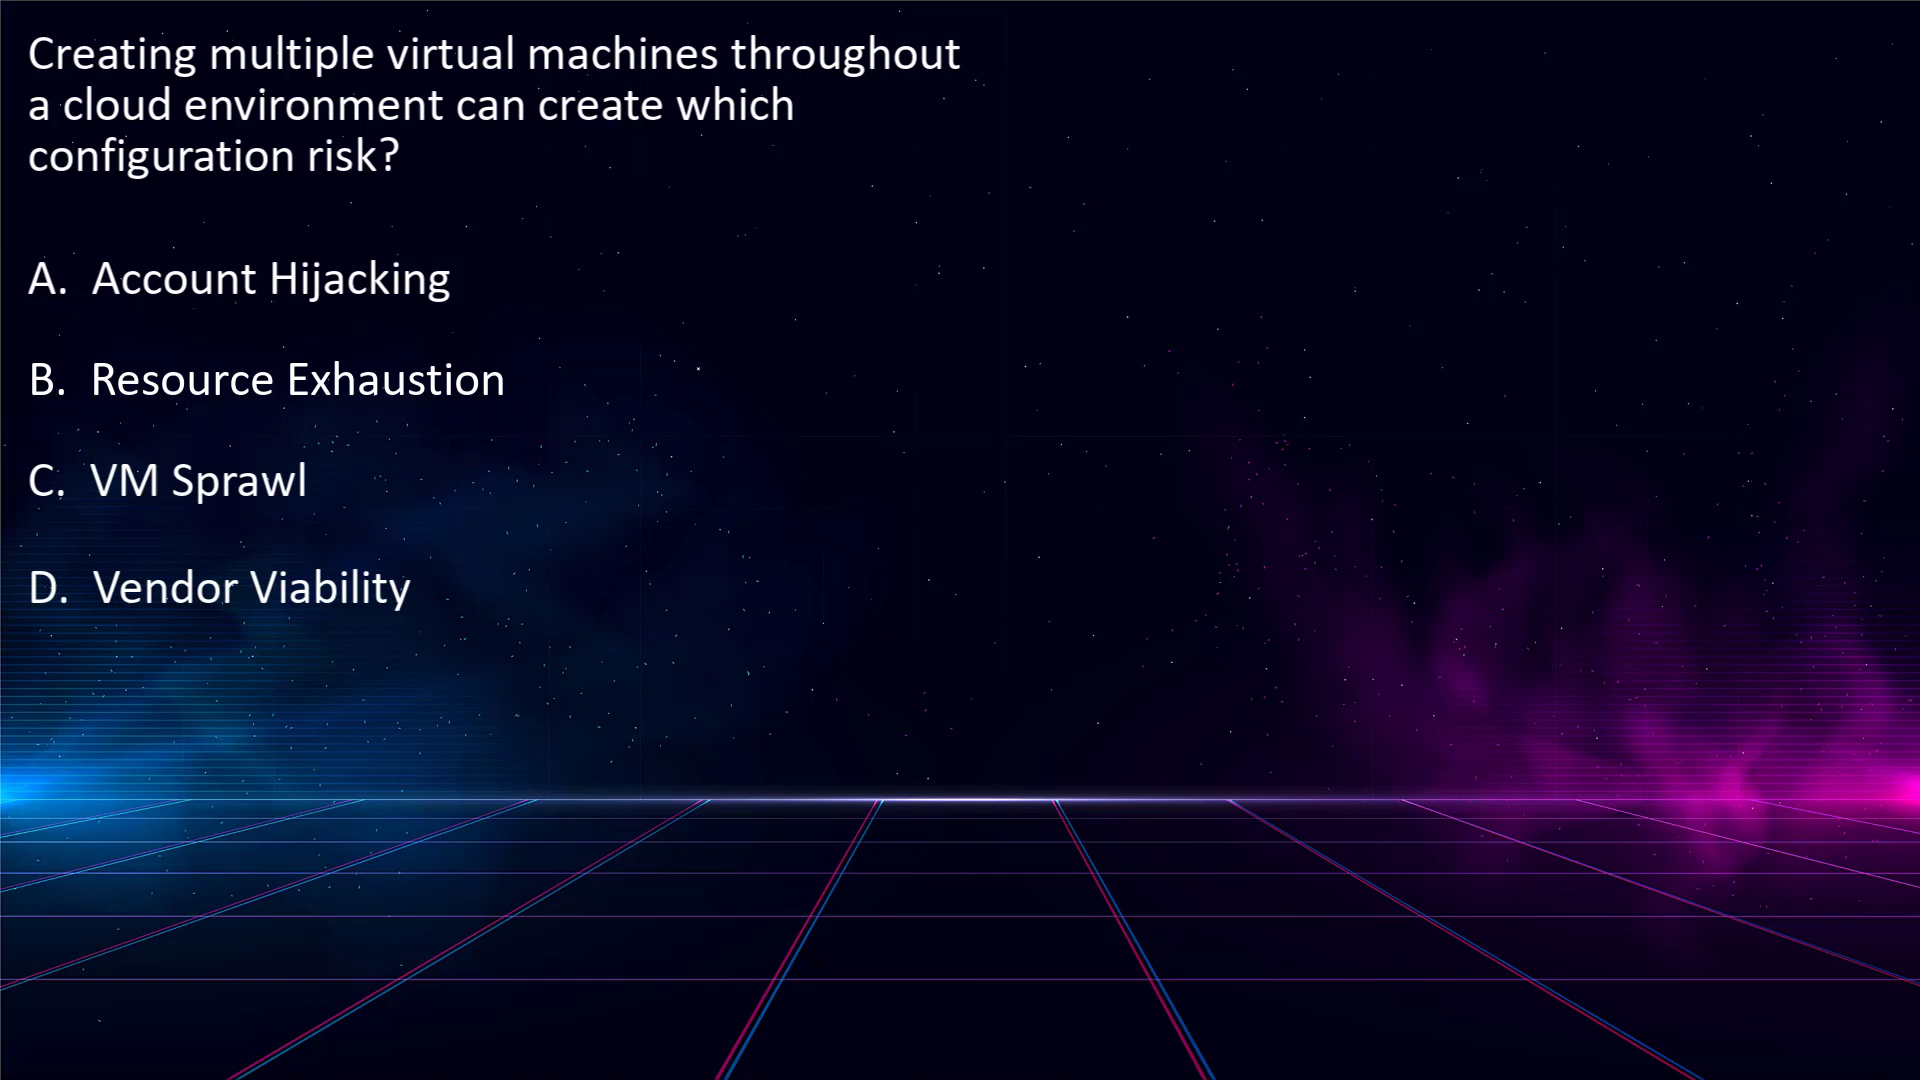 Creating multiple virtual machines throughout
a cloud environment can create which
configuration risk?
A. Account Hijacking
B. Resource Exhaustion
C. VM Sprawl
D. Vendor Viability